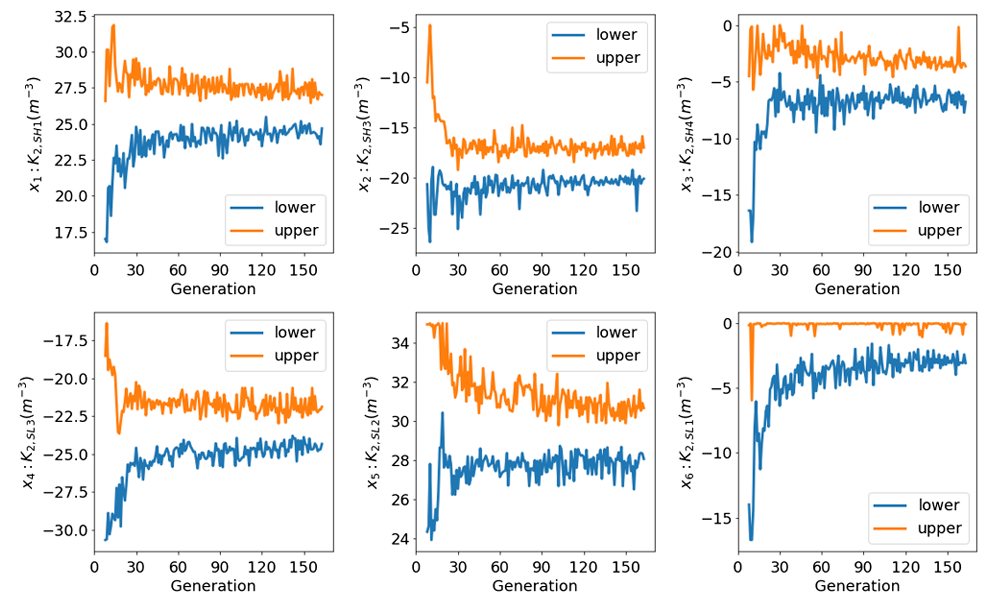 x₁ : K₂,SH1(m⁻³)
32.5
30.0
27.5
25.0
22.5
20.0
17.5
lower
upper
0 30 60 90 120 150
Generation
x₂ : K₂,SH3(m⁻³)
−5
−10
−15
−20
−25
lower
upper
0 30 60 90 120 150
Generation
x₃ : K₂,SH4(m⁻³)
0
−5
−10
−15
−20
lower
upper
0 30 60 90 120 150
Generation
x₄ : K₂,SL3(m⁻³)
−17.5
−20.0
−22.5
−25.0
−27.5
−30.0
lower
upper
0 30 60 90 120 150
Generation
x₅ : K₂,SL2(m⁻³)
34
32
30
28
26
24
lower
upper
0 30 60 90 120 150
Generation
x₆ : K₂,SL1(m⁻³)
0
−5
−10
−15
lower
upper
0 30 60 90 120 150
Generation